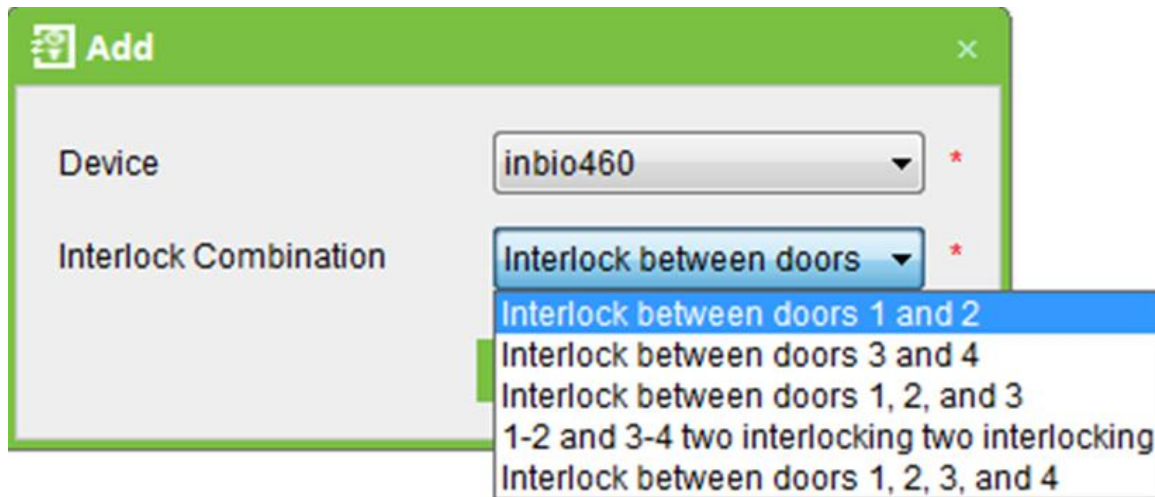 Add
Device
inbio460
*
Interlock Combination
Interlock between doors
*
Interlock between doors 1 and 2
Interlock between doors 3 and 4
Interlock between doors 1, 2, and 3
1-2 and 3-4 two interlocking two interlocking
Interlock between doors 1, 2, 3, and 4